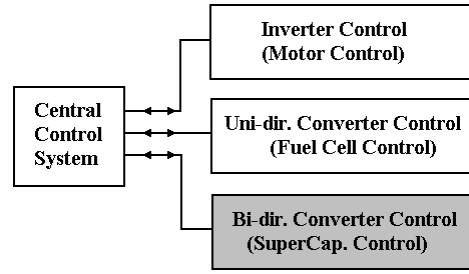 Inverter Control
(Motor Control)
Central
Control
System
Uni-dir. Converter Control
(Fuel Cell Control)
Bi-dir. Converter Control
(SuperCap. Control)